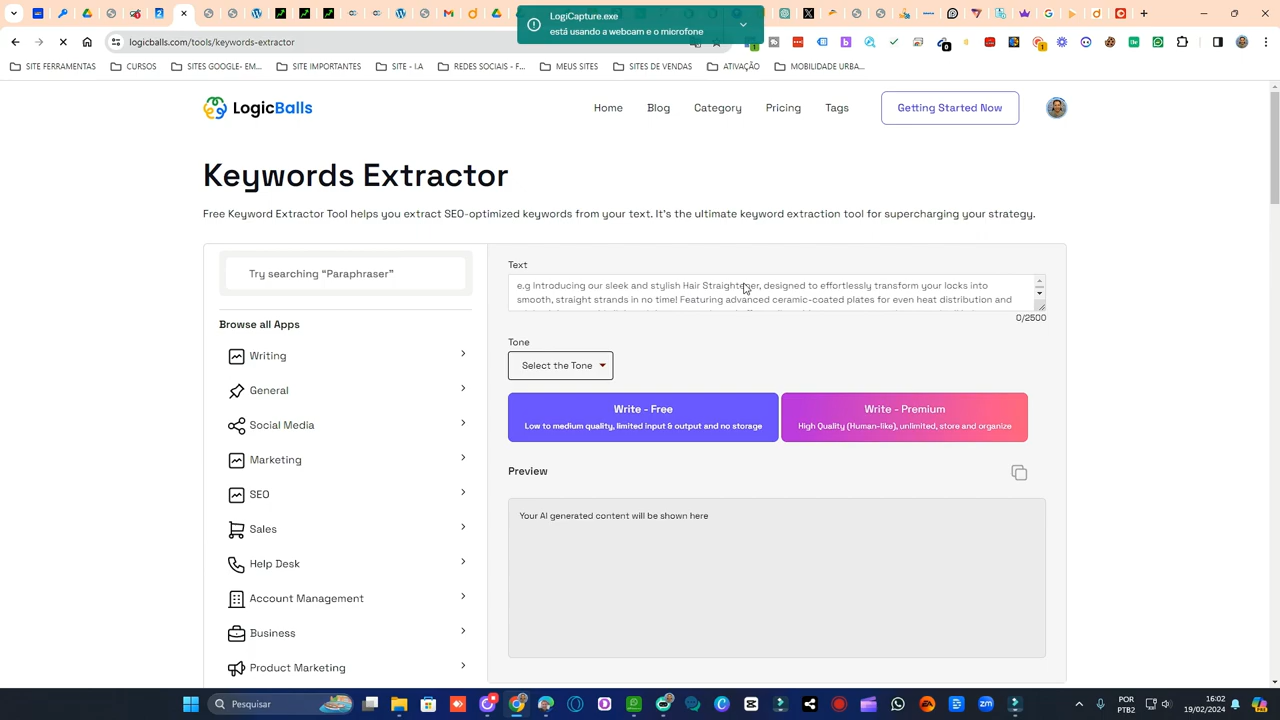 LogiCapture.exe
está usando a webcam e o microfone
logicballs.com/tools/keywords-extractor
SITE FERRAMENTAS
CURSOS
SITES GOOGLE- EM...
SITE IMPORTANTES
SITE - I.A
REDES SOCIAIS - F...
MEUS SITES
SITES DE VENDAS
ATIVAÇÃO
MOBILIDADE URBA...
LogicBalls
Home
Blog
Category
Pricing
Tags
Getting Started Now
Keywords Extractor
Free Keyword Extractor Tool helps you extract SEO-optimized keywords from your text. It's the ultimate keyword extraction tool for supercharging your strategy.
Try searching “Paraphraser”
Browse all Apps
Writing
General
Social Media
Marketing
SEO
Sales
Help Desk
Account Management
Business
Product Marketing
Text
e.g Introducing our sleek and stylish Hair Straightener, designed to effortlessly transform your locks into
smooth, straight strands in no time! Featuring advanced ceramic-coated plates for even heat distribution and
0/2500
Tone
Select the Tone
Write - Free
Low to medium quality, limited input & output and no storage
Write - Premium
High Quality (Human-like), unlimited, store and organize
Preview
Your AI generated content will be shown here
Pesquisar
POR
PTB2
16:02
19/02/2024